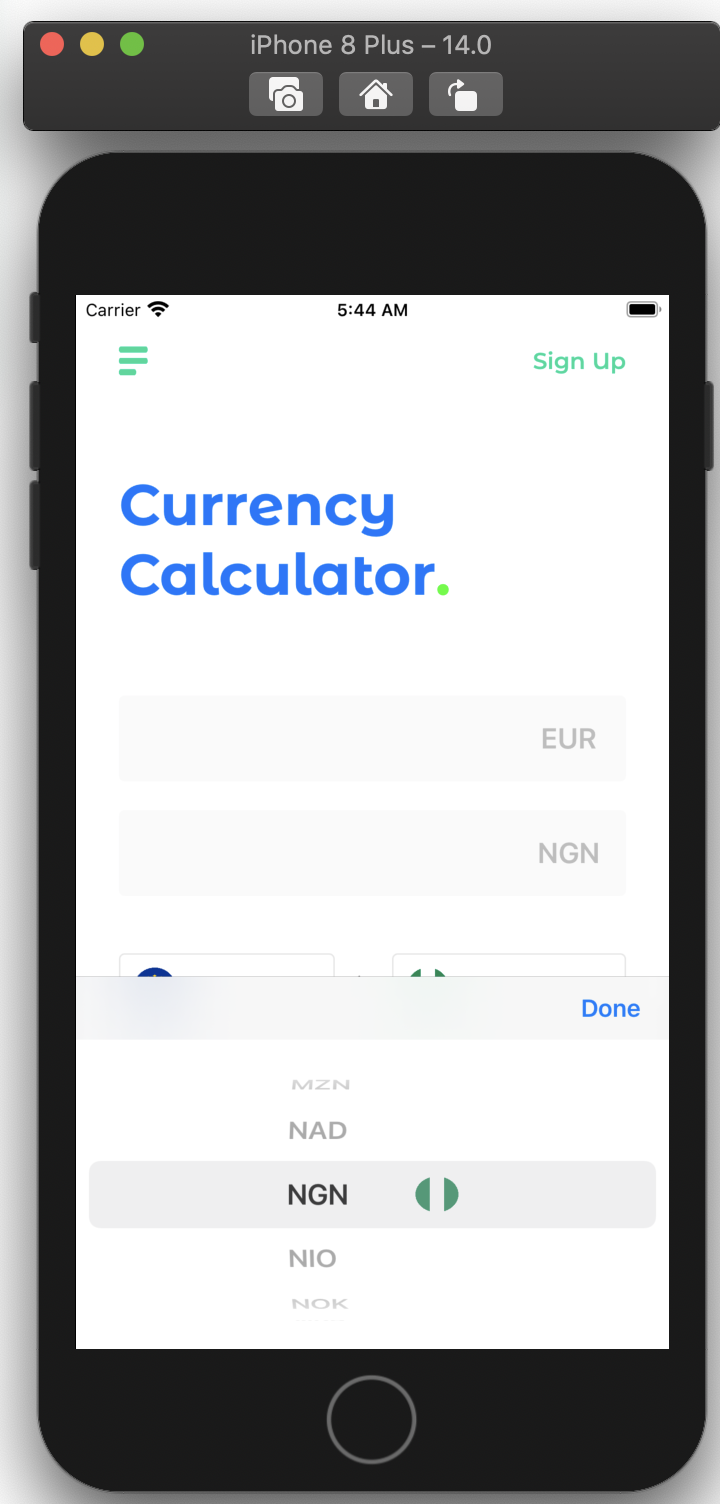 iPhone 8 Plus – 14.0
Carrier 5:44 AM
Sign Up
Currency
Calculator.
EUR
NGN
Done
MZN
NAD
NGN
NIO
NOK